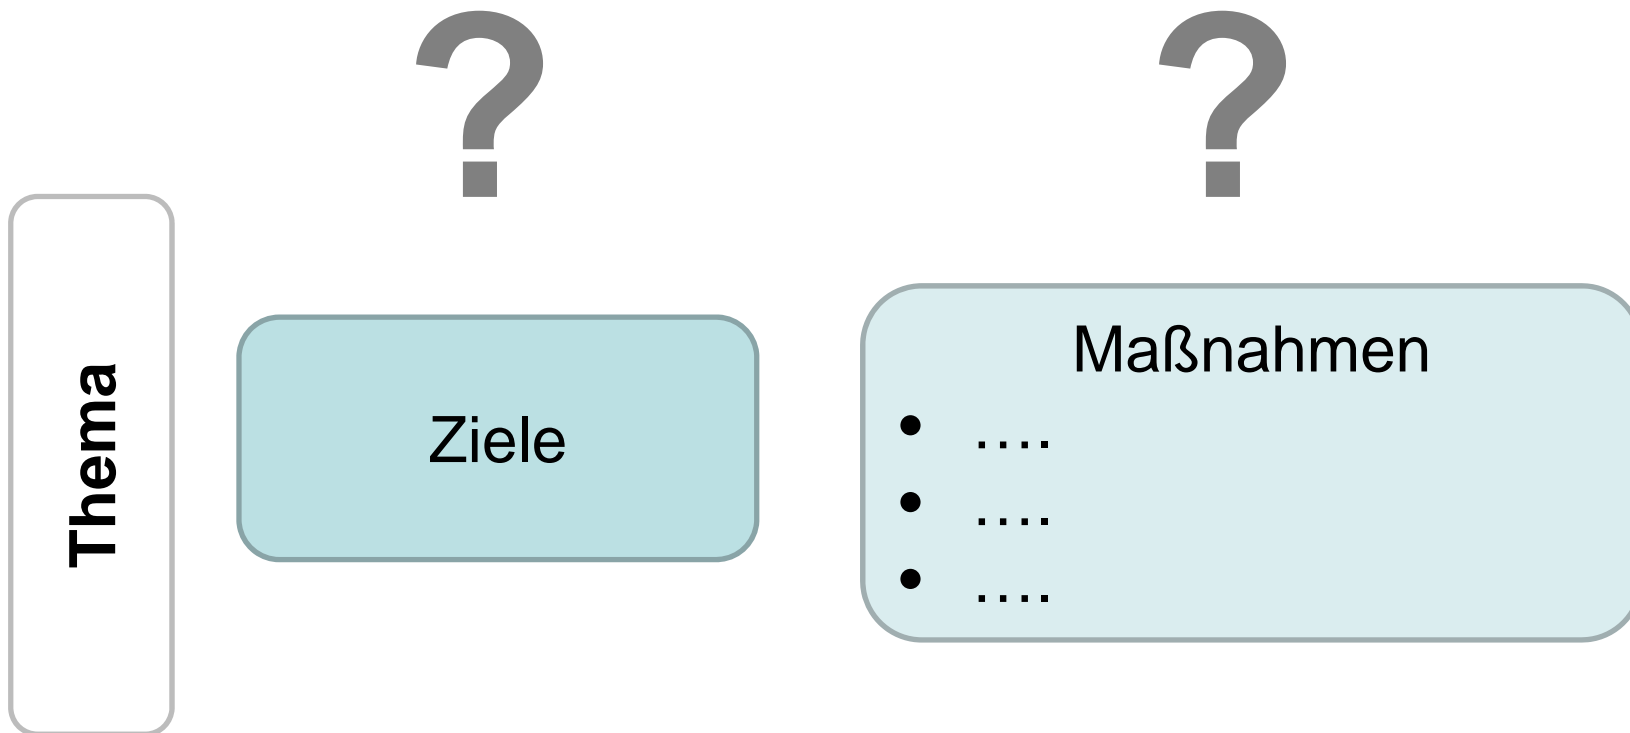 ? ?
Thema
Ziele
Maßnahmen
• ....
• ....
• ....